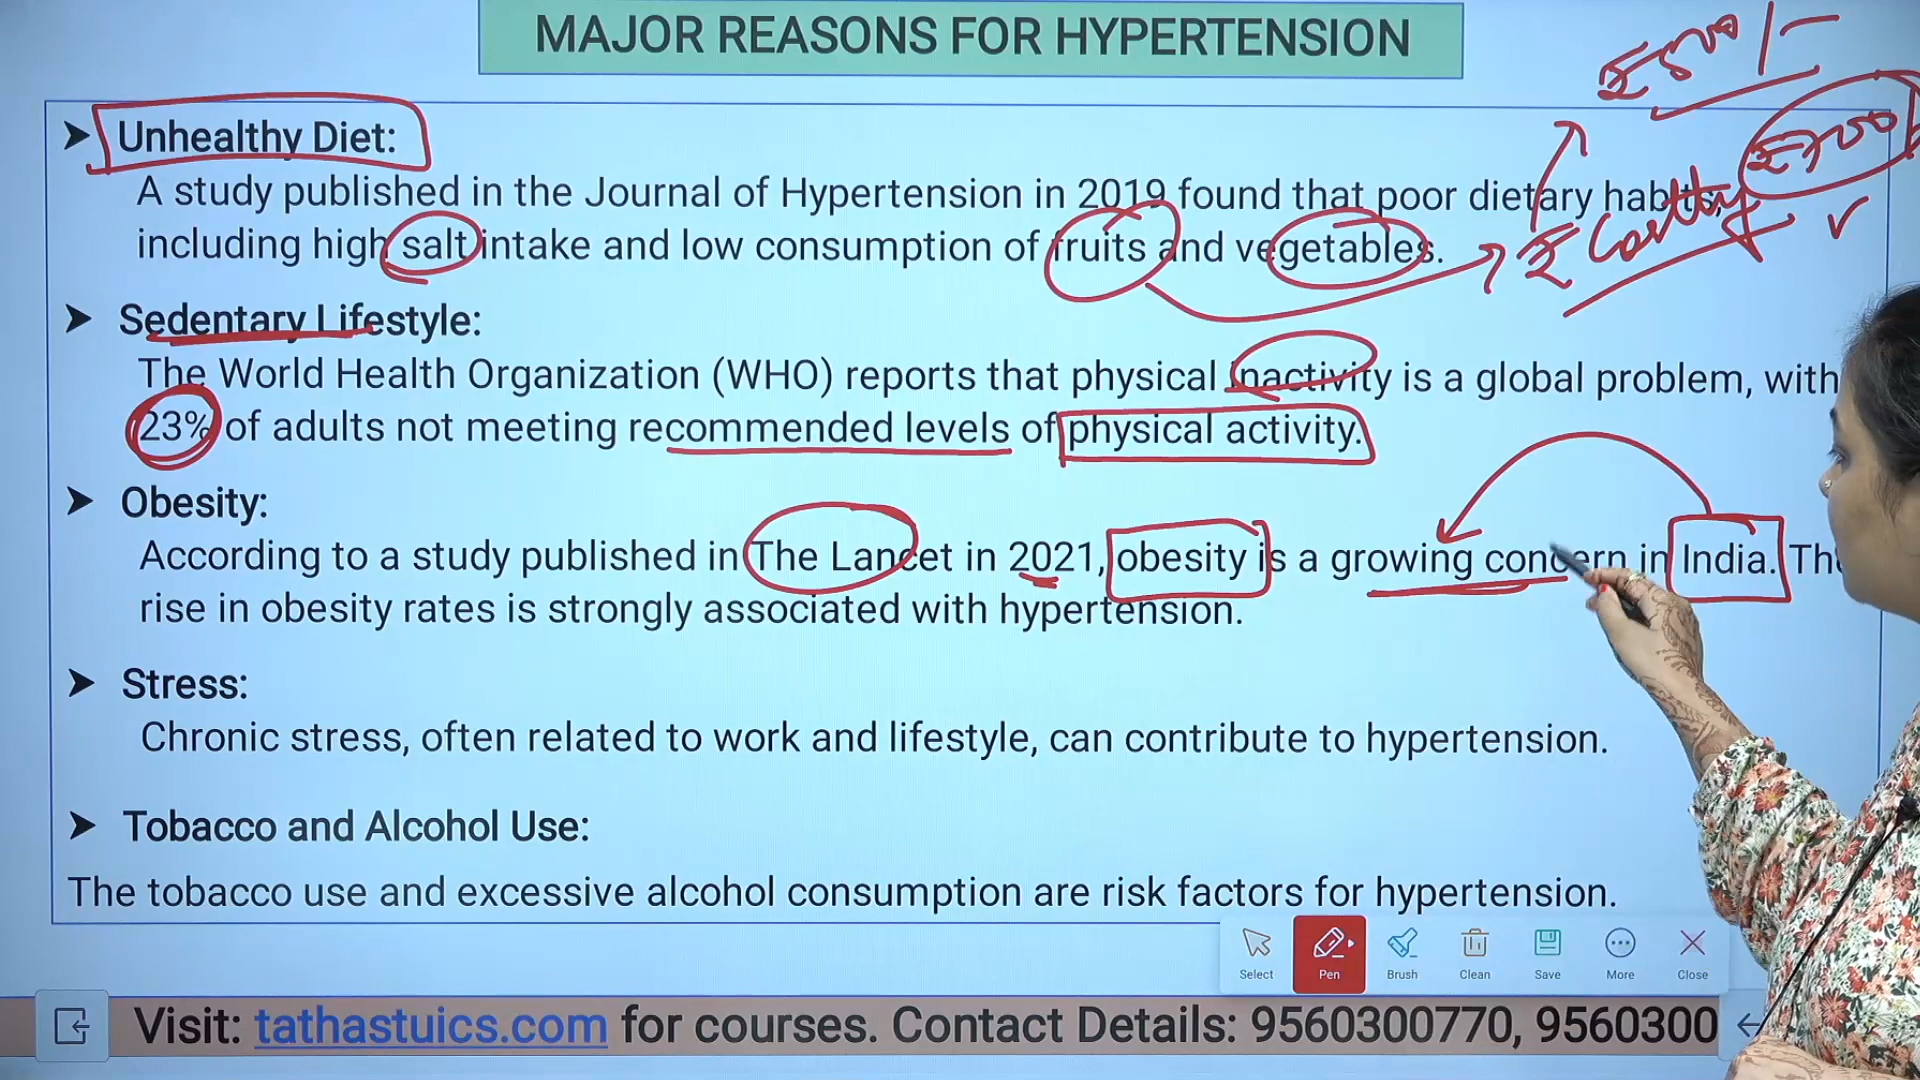 MAJOR REASONS FOR HYPERTENSION
₹500/-
➤ Unhealthy Diet:
A study published in the Journal of Hypertension in 2019 found that poor dietary habits,
including high salt intake and low consumption of fruits and vegetables.
₹ Costly
➤ Sedentary Lifestyle:
The World Health Organization (WHO) reports that physical inactivity is a global problem, with
23% of adults not meeting recommended levels of physical activity.
➤ Obesity:
According to a study published in The Lancet in 2021, obesity is a growing concern in India. The
rise in obesity rates is strongly associated with hypertension.
➤ Stress:
Chronic stress, often related to work and lifestyle, can contribute to hypertension.
➤ Tobacco and Alcohol Use:
The tobacco use and excessive alcohol consumption are risk factors for hypertension.
Select Pen Brush Clean Save More Close
Visit: tathastuics.com for courses. Contact Details: 9560300770, 9560300